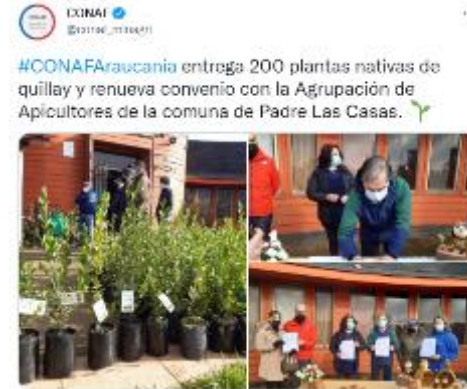 CONAF
@conaf_minagri
#CONAFAraucanía entrega 200 plantas nativas de
quillay y renueva convenio con la Agrupación de
Apicultores de la comuna de Padre Las Casas.